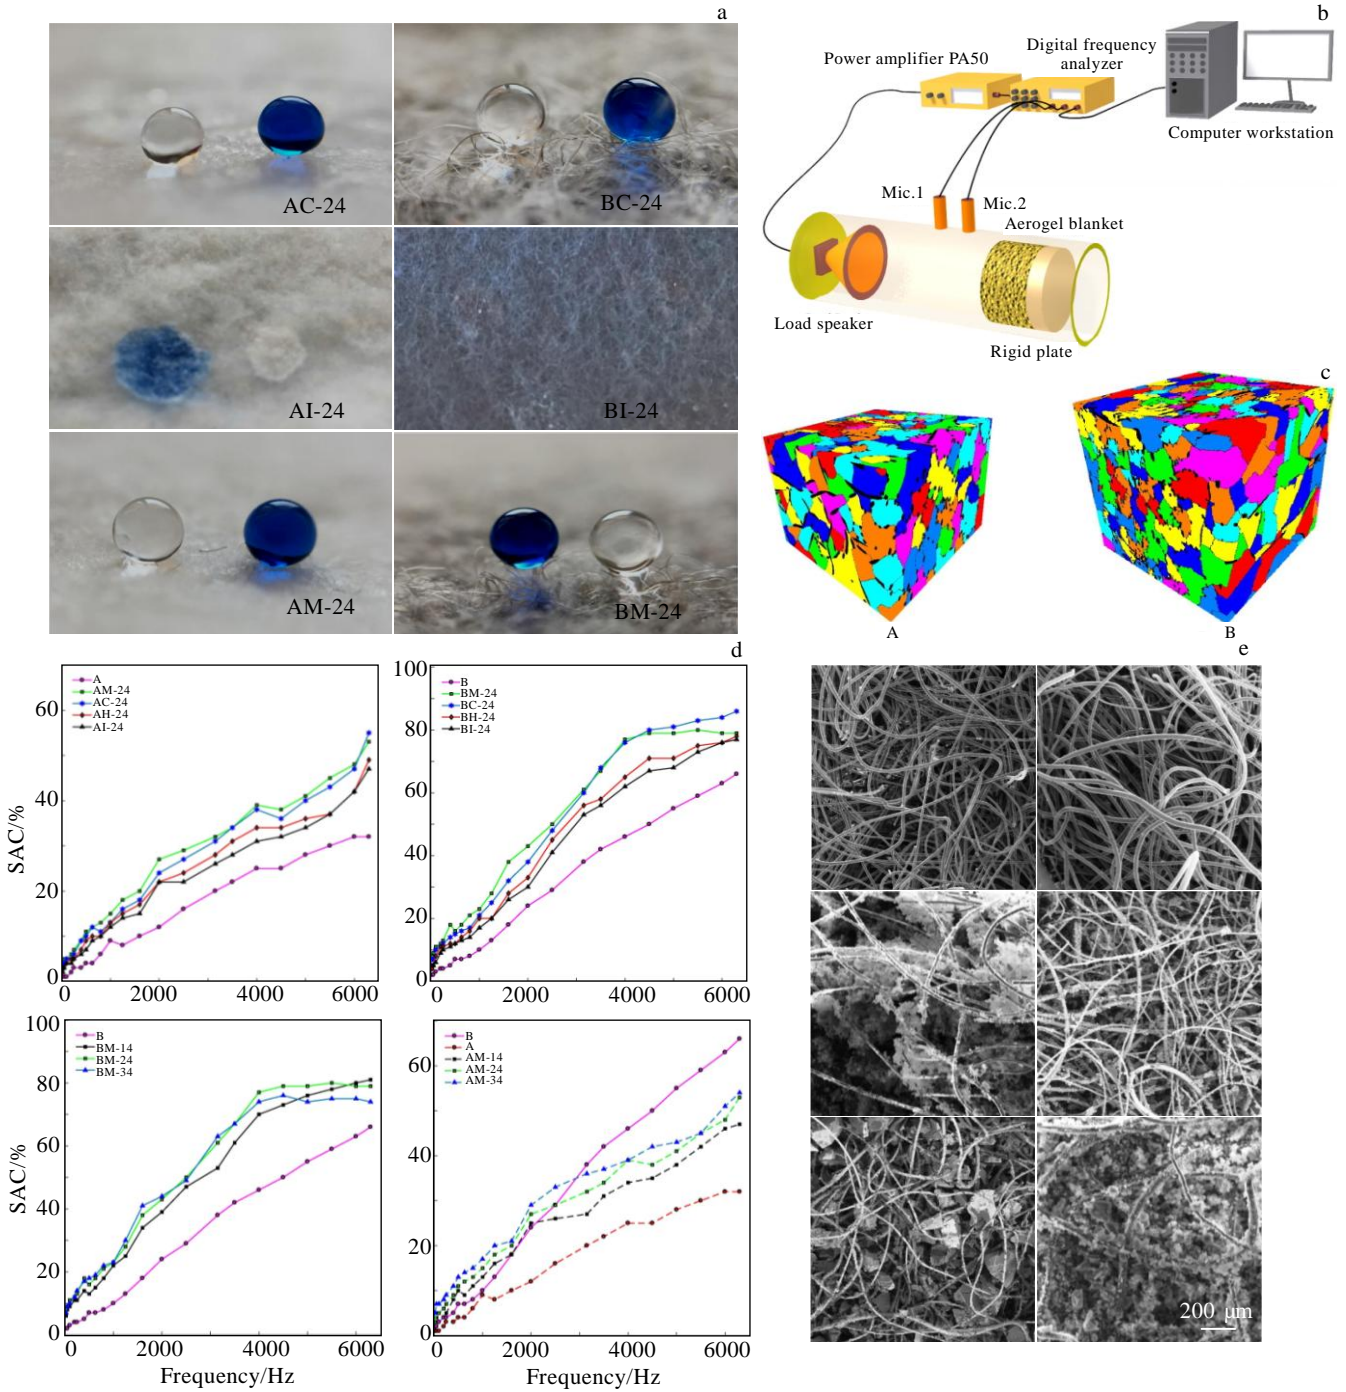 a
AC-24
BC-24
AI-24
BI-24
AM-24
BM-24
b
Power amplifier PA50
Digital frequency
analyzer
Computer workstation
Mic.1
Mic.2
Aerogel blanket
Load speaker
Rigid plate
c
A
B
d
SAC/%
60
40
20
0
A
AM-24
AC-24
AH-24
AI-24
0
2000
4000
6000
100
80
60
40
20
0
B
BM-24
BC-24
BH-24
BI-24
0
2000
4000
6000
SAC/%
100
80
60
40
20
0
B
BM-14
BM-24
BM-34
0
2000
4000
6000
Frequency/Hz
60
40
20
0
B
A
AM-14
AM-24
AM-34
0
2000
4000
6000
Frequency/Hz
e
200 μm